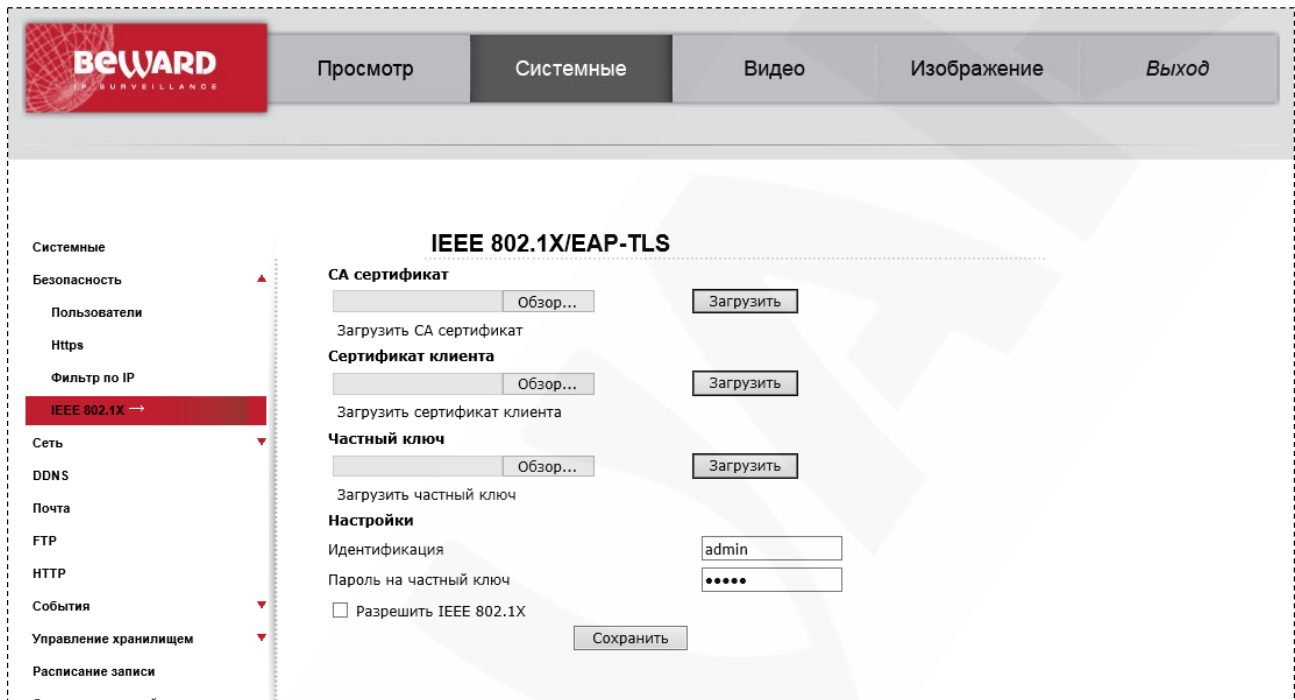 BEWARD
IP SURVEILLANCE
Просмотр
Системные
Видео
Изображение
Выход
Системные
Безопасность
Пользователи
Https
Фильтр по IP
IEEE 802.1X →
Сеть
DDNS
Почта
FTP
HTTP
События
Управление хранилищем
Расписание записи
IEEE 802.1X/EAP-TLS
CA сертификат
Обзор...
Загрузить
Загрузить CA сертификат
Сертификат клиента
Обзор...
Загрузить
Загрузить сертификат клиента
Частный ключ
Обзор...
Загрузить
Загрузить частный ключ
Настройки
Идентификация
admin
Пароль на частный ключ
•••••
Разрешить IEEE 802.1X
Сохранить